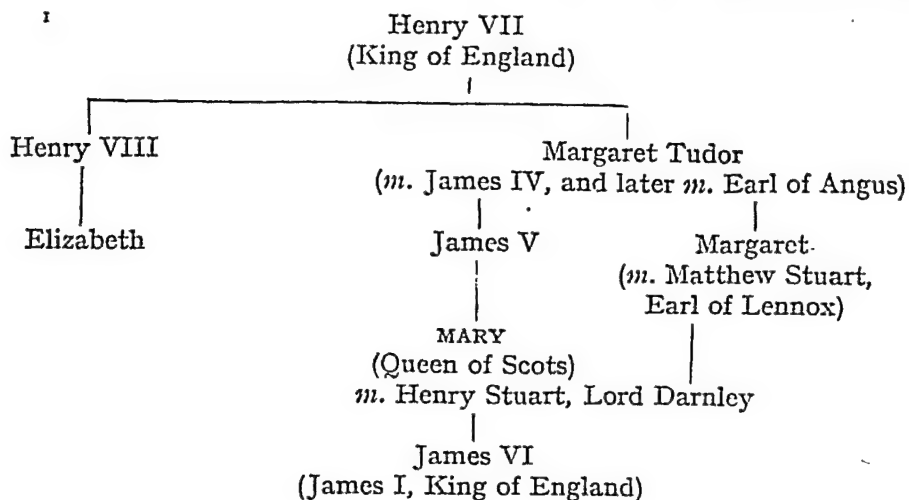 1
Henry VII
(King of England)
Henry VIII
Margaret Tudor
(m. James IV, and later m. Earl of Angus)
Elizabeth
James V
Margaret
(m. Matthew Stuart,
Earl of Lennox)
MARY
(Queen of Scots)
m. Henry Stuart, Lord Darnley
James VI
(James I, King of England)